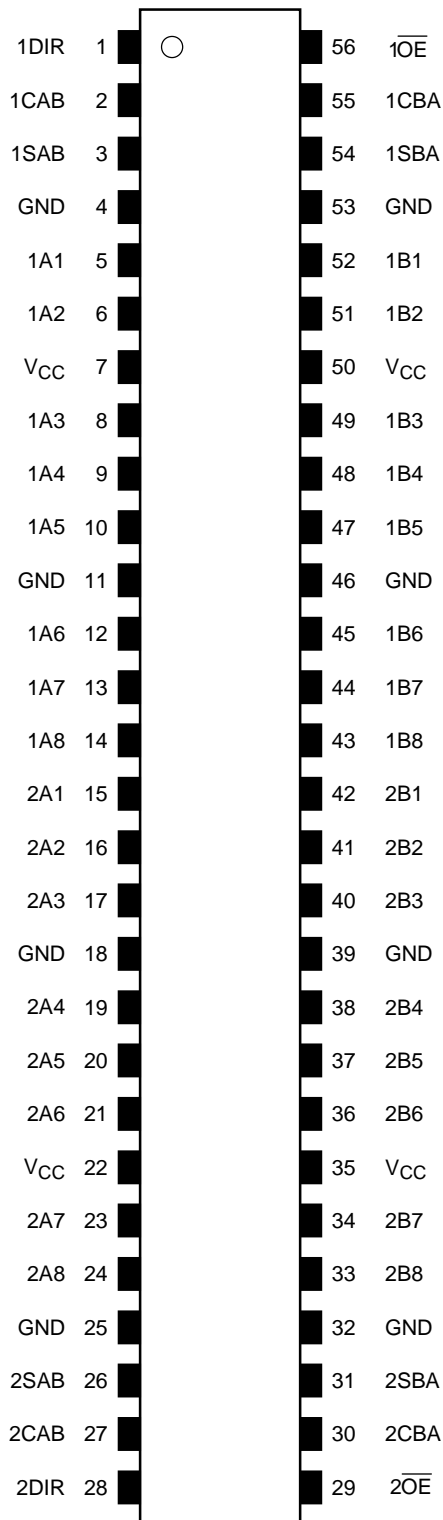 1DIR 1 56 1O̅E̅
1CAB 2 55 1CBA
1SAB 3 54 1SBA
GND 4 53 GND
1A1 5 52 1B1
1A2 6 51 1B2
VCC 7 50 VCC
1A3 8 49 1B3
1A4 9 48 1B4
1A5 10 47 1B5
GND 11 46 GND
1A6 12 45 1B6
1A7 13 44 1B7
1A8 14 43 1B8
2A1 15 42 2B1
2A2 16 41 2B2
2A3 17 40 2B3
GND 18 39 GND
2A4 19 38 2B4
2A5 20 37 2B5
2A6 21 36 2B6
VCC 22 35 VCC
2A7 23 34 2B7
2A8 24 33 2B8
GND 25 32 GND
2SAB 26 31 2SBA
2CAB 27 30 2CBA
2DIR 28 29 2O̅E̅